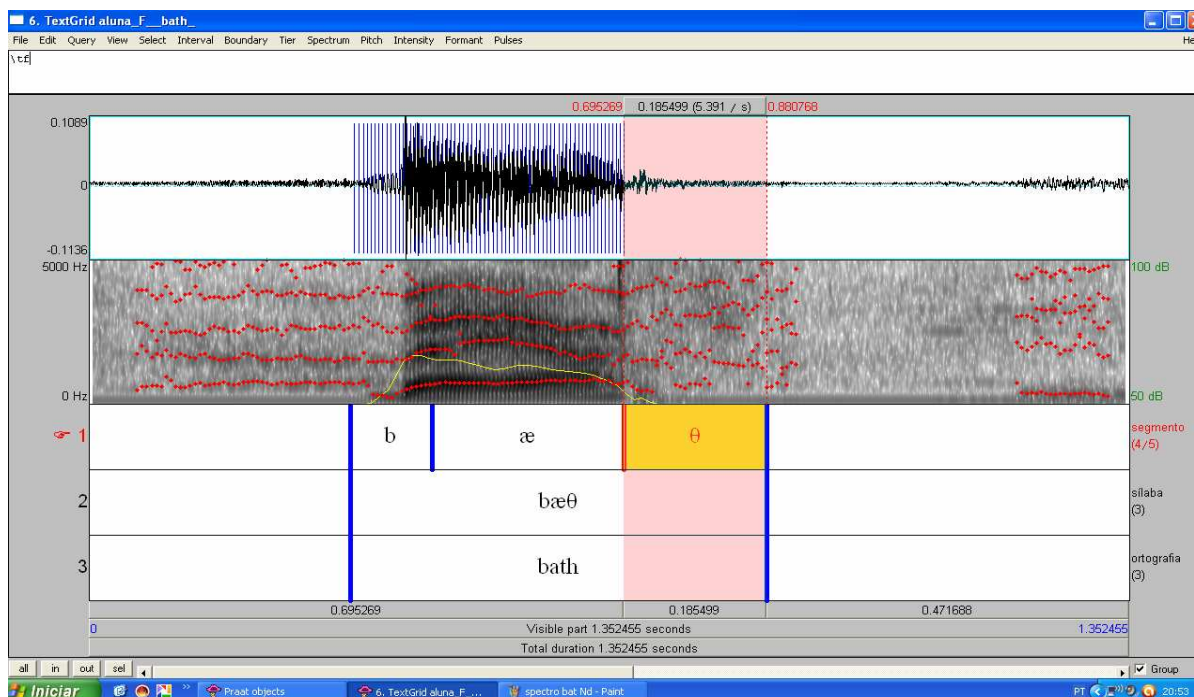 6. TextGrid aluna_F__bath_
File Edit Query View Select Interval Boundary Tier Spectrum Pitch Intensity Formant Pulses He
\tf
0.695269 0.185499 (5.391 / s) 0.880768
0.1089
0
-0.1136
5000 Hz 100 dB
0 Hz 50 dB
1 b æ θ segmento
(4/5)
2 bæθ sílaba
(3)
3 bath ortografia
(3)
0.695269 0.185499 0.471688
0 Visible part 1.352455 seconds 1.352455
Total duration 1.352455 seconds
all in out sel Group
Iniciar » Praat objects 6. TextGrid aluna_F_... spectro bat Nd - Paint PT 20:53